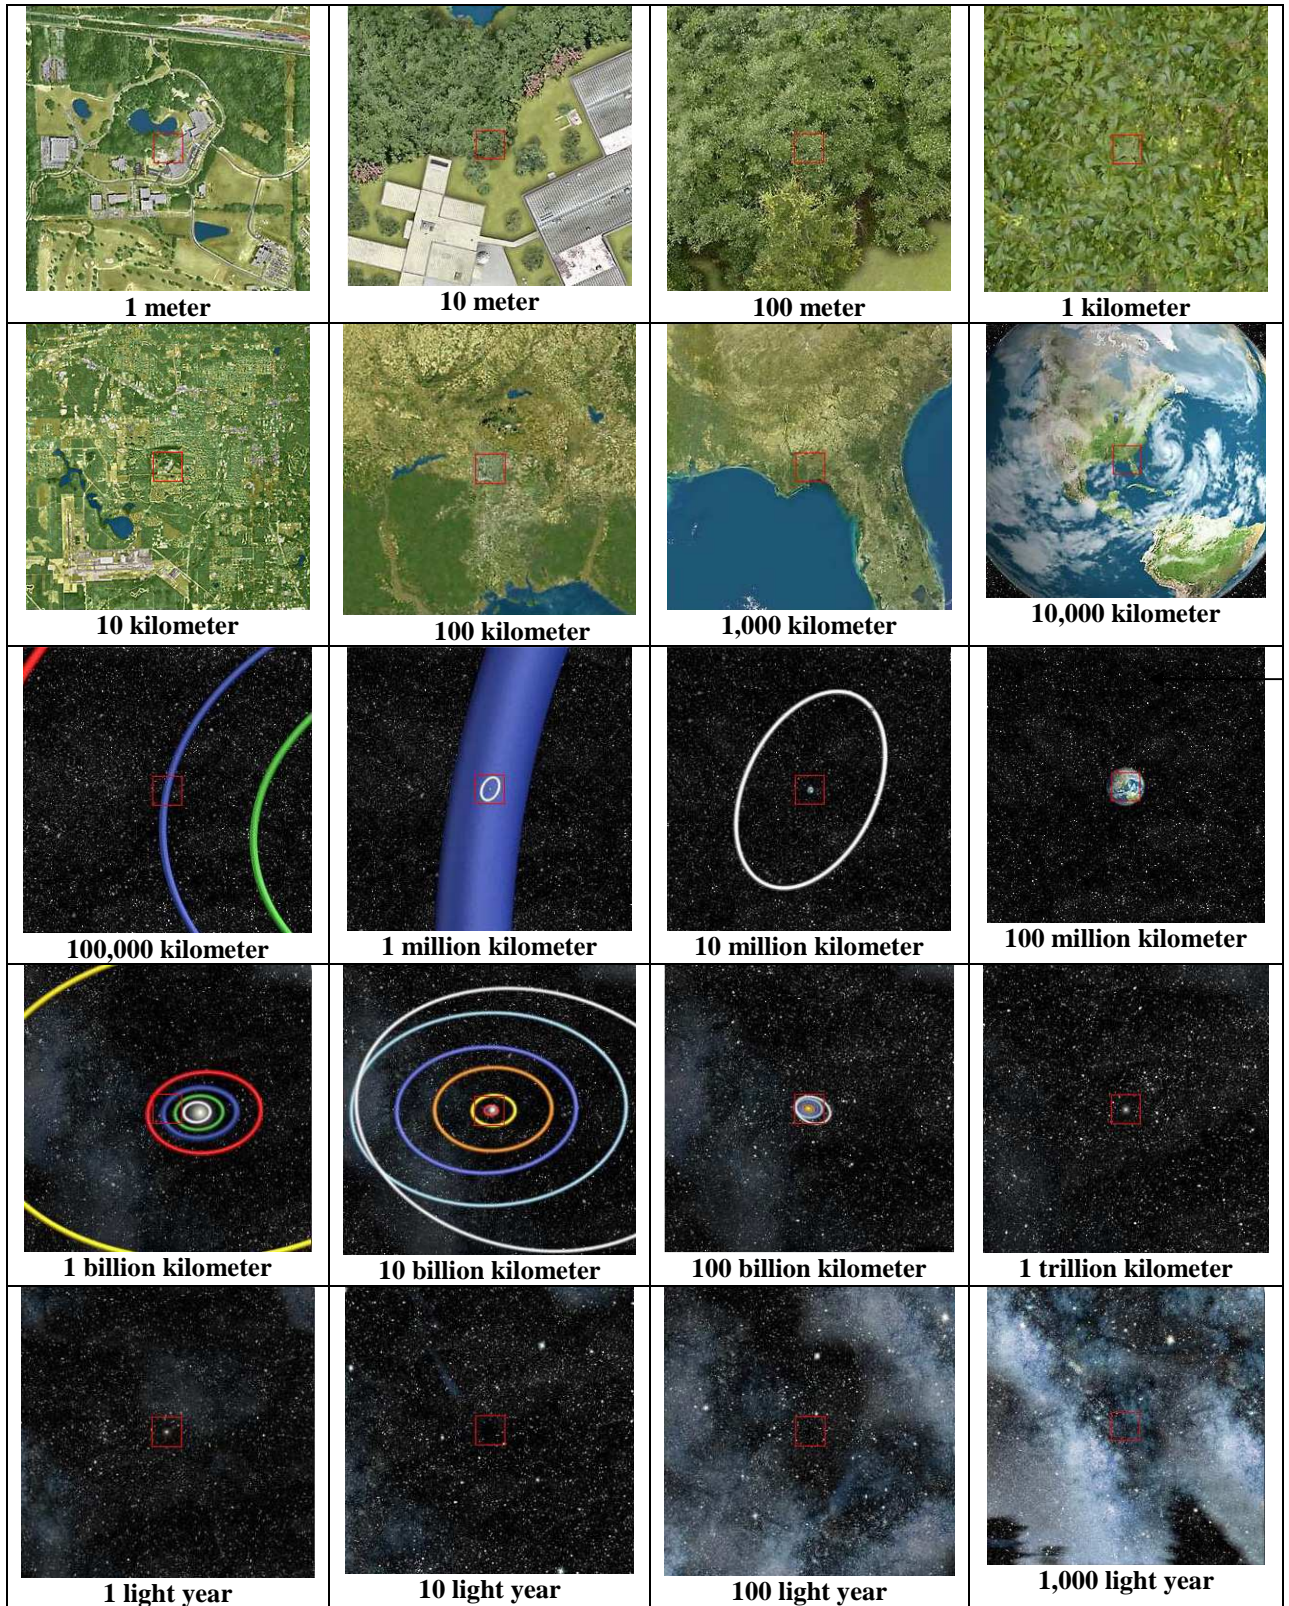 1 meter
10 meter
100 meter
1 kilometer
10 kilometer
100 kilometer
1,000 kilometer
10,000 kilometer
100,000 kilometer
1 million kilometer
10 million kilometer
100 million kilometer
1 billion kilometer
10 billion kilometer
100 billion kilometer
1 trillion kilometer
1 light year
10 light year
100 light year
1,000 light year